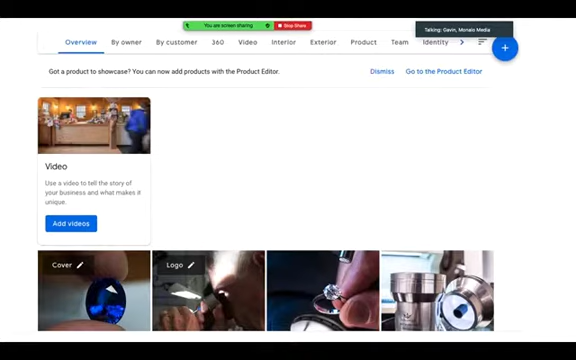 You are screen sharing
Stop Share
Talking: Gavin, Monalo Media
Overview By owner By customer 360 Video Interior Exterior Product Team Identity
Got a product to showcase? You can now add products with the Product Editor. Dismiss Go to the Product Editor
Video
Use a video to tell the story of
your business and what makes it
unique.
Add videos
Cover
Logo